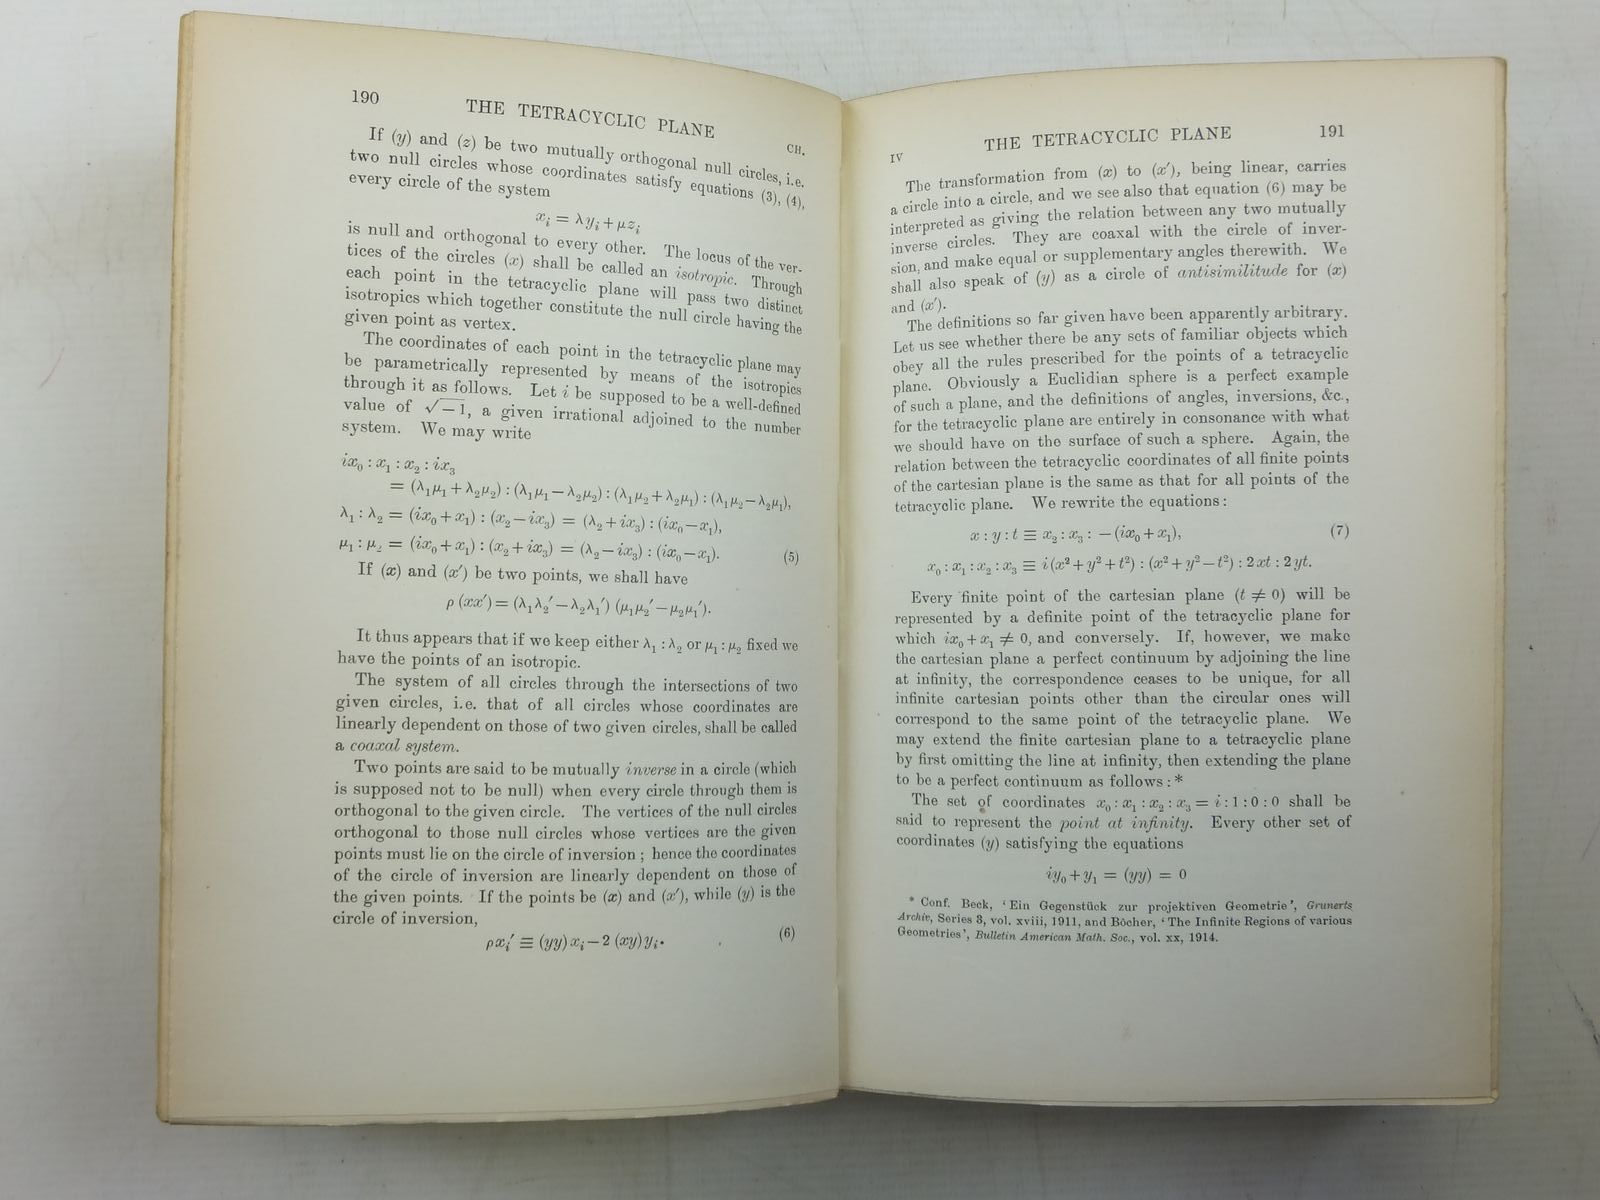 190
THE TETRACYCLIC PLANE
CH.
If (y) and (z) be two mutually orthogonal null circles, i.e.
two null circles whose coordinates satisfy equations (3), (4),
every circle of the system
xᵢ = λyᵢ + μzᵢ
is null and orthogonal to every other. The locus of the ver-
tices of the circles (x) shall be called an isotropic. Through
each point in the tetracyclic plane will pass two distinct
isotropics which together constitute the null circle having the
given point as vertex.
The coordinates of each point in the tetracyclic plane may
be parametrically represented by means of the isotropics
through it as follows. Let i be supposed to be a well-defined
value of √−1, a given irrational adjoined to the number
system. We may write
ix₀ : x₁ : x₂ : ix₃
= (λ₁μ₁ + λ₂μ₂) : (λ₁μ₁ − λ₂μ₂) : (λ₁μ₂ + λ₂μ₁) : (λ₁μ₂ − λ₂μ₁),
λ₁ : λ₂ = (ix₀ + x₁) : (x₂ − ix₃) = (λ₂ + ix₃) : (ix₀ − x₁),
μ₁ : μ₂ = (ix₀ + x₁) : (x₂ + ix₃) = (λ₂ − ix₃) : (ix₀ − x₁). (5)
If (x) and (x′) be two points, we shall have
ρ (xx′) = (λ₁λ₂′ − λ₂λ₁′) (μ₁μ₂′ − μ₂μ₁′).
It thus appears that if we keep either λ₁ : λ₂ or μ₁ : μ₂ fixed we
have the points of an isotropic.
The system of all circles through the intersections of two
given circles, i.e. that of all circles whose coordinates are
linearly dependent on those of two given circles, shall be called
a coaxal system.
Two points are said to be mutually inverse in a circle (which
is supposed not to be null) when every circle through them is
orthogonal to the given circle. The vertices of the null circles
orthogonal to those null circles whose vertices are the given
points must lie on the circle of inversion ; hence the coordinates
of the circle of inversion are linearly dependent on those of
the given points. If the points be (x) and (x′), while (y) is the
circle of inversion,
ρxᵢ′ ≡ (yy) xᵢ − 2 (xy) yᵢ. (6)
IV
THE TETRACYCLIC PLANE
191
The transformation from (x) to (x′), being linear, carries
a circle into a circle, and we see also that equation (6) may be
interpreted as giving the relation between any two mutually
inverse circles. They are coaxal with the circle of inver-
sion, and make equal or supplementary angles therewith. We
shall also speak of (y) as a circle of antisimilitude for (x)
and (x′).
The definitions so far given have been apparently arbitrary.
Let us see whether there be any sets of familiar objects which
obey all the rules prescribed for the points of a tetracyclic
plane. Obviously a Euclidian sphere is a perfect example
of such a plane, and the definitions of angles, inversions, &c.,
for the tetracyclic plane are entirely in consonance with what
we should have on the surface of such a sphere. Again, the
relation between the tetracyclic coordinates of all finite points
of the cartesian plane is the same as that for all points of the
tetracyclic plane. We rewrite the equations :
x : y : t ≡ x₂ : x₃ : −(ix₀ + x₁), (7)
x₀ : x₁ : x₂ : x₃ ≡ i (x² + y² + t²) : (x² + y² − t²) : 2 xt : 2 yt.
Every finite point of the cartesian plane (t ≠ 0) will be
represented by a definite point of the tetracyclic plane for
which ix₀ + x₁ ≠ 0, and conversely. If, however, we make
the cartesian plane a perfect continuum by adjoining the line
at infinity, the correspondence ceases to be unique, for all
infinite cartesian points other than the circular ones will
correspond to the same point of the tetracyclic plane. We
may extend the finite cartesian plane to a tetracyclic plane
by first omitting the line at infinity, then extending the plane
to be a perfect continuum as follows : *
The set of coordinates x₀ : x₁ : x₂ : x₃ = i : 1 : 0 : 0 shall be
said to represent the point at infinity. Every other set of
coordinates (y) satisfying the equations
iy₀ + y₁ = (yy) = 0
* Conf. Beck, ‘Ein Gegenstück zur projektiven Geometrie’, Grunerts
Archiv, Series 3, vol. xviii, 1911, and Bôcher, ‘The Infinite Regions of various
Geometries’, Bulletin American Math. Soc., vol. xx, 1914.